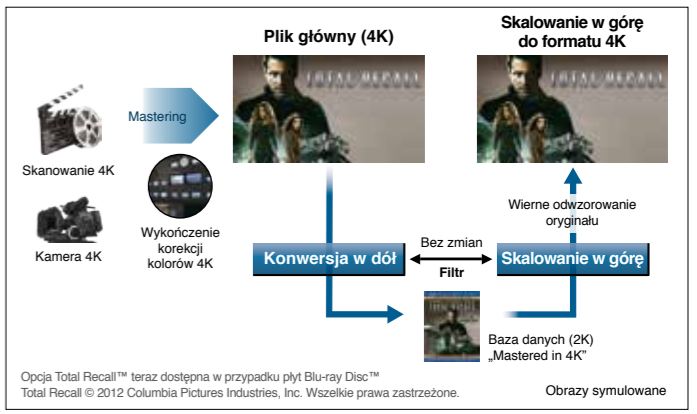 Plik główny (4K)
Skalowanie w górę
do formatu 4K
TOTAL RECALL
TOTAL RECALL
Mastering
Skanowanie 4K
Kamera 4K
Wykończenie
korekcji
kolorów 4K
Wierne odwzorowanie
oryginału
Konwersja w dół
Bez zmian
Filtr
Skalowanie w górę
Baza danych (2K)
„Mastered in 4K”
Opcja Total Recall™ teraz dostępna w przypadku płyt Blu-ray Disc™
Total Recall © 2012 Columbia Pictures Industries, Inc. Wszelkie prawa zastrzeżone.
Obrazy symulowane